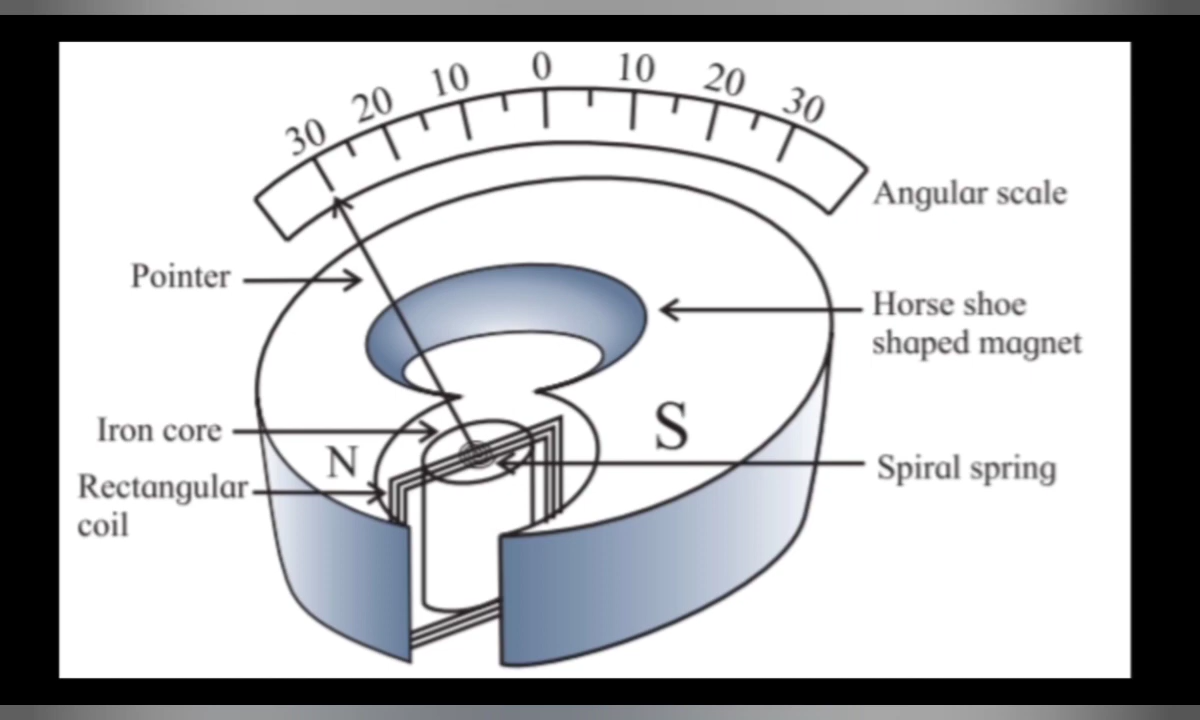 30 20 10 0 10 20 30
Angular scale
Pointer
Horse shoe
shaped magnet
Iron core
S
N
Spiral spring
Rectangular
coil